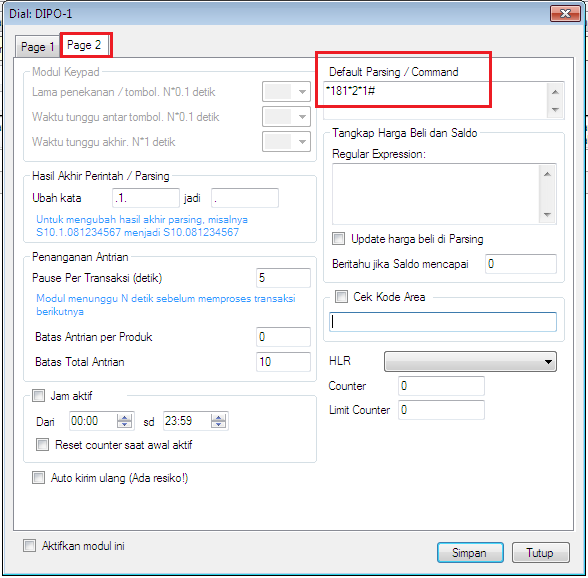 Dial: DIPO-1
Page 1
Page 2
Modul Keypad
Lama penekanan / tombol. N*0.1 detik
Waktu tunggu antar tombol. N*0.1 detik
Waktu tunggu akhir. N*1 detik
Hasil Akhir Perintah / Parsing
Ubah kata .1. jadi .
Untuk mengubah hasil akhir parsing, misalnya
S10.1.081234567 menjadi S10.081234567
Penanganan Antrian
Pause Per Transaksi (detik) 5
Modul menunggu N detik sebelum memproses transaksi
berikutnya
Batas Antrian per Produk 0
Batas Total Antrian 10
Jam aktif
Dari 00:00 sd 23:59
Reset counter saat awal aktif
Auto kirim ulang (Ada resiko!)
Default Parsing / Command
*181*2*1#
Tangkap Harga Beli dan Saldo
Regular Expression:
Update harga beli di Parsing
Beritahu jika Saldo mencapai 0
Cek Kode Area
HLR
Counter 0
Limit Counter 0
Aktifkan modul ini
Simpan
Tutup